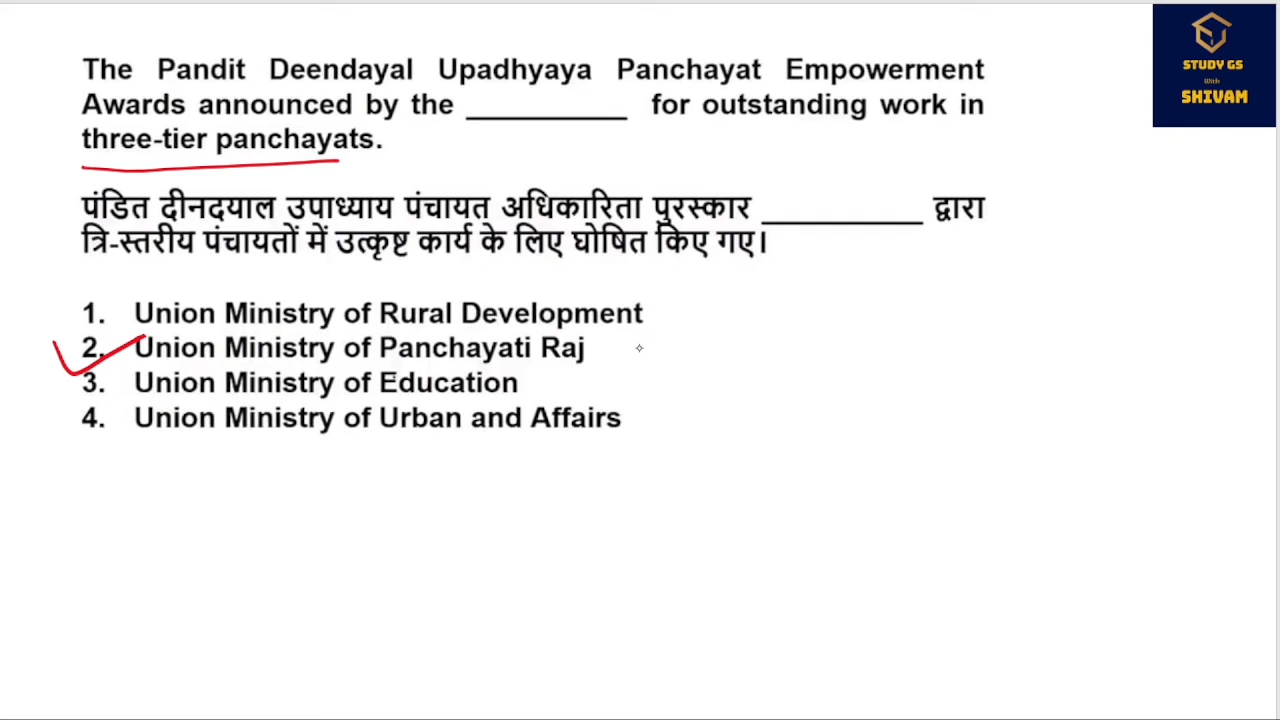 The Pandit Deendayal Upadhyaya Panchayat Empowerment
Awards announced by the __________ for outstanding work in
three-tier panchayats.
पंडित दीनदयाल उपाध्याय पंचायत अधिकारिता पुरस्कार __________ द्वारा
त्रि-स्तरीय पंचायतों में उत्कृष्ट कार्य के लिए घोषित किए गए।
1. Union Ministry of Rural Development
2. Union Ministry of Panchayati Raj
3. Union Ministry of Education
4. Union Ministry of Urban and Affairs
STUDY GS
With
SHIVAM